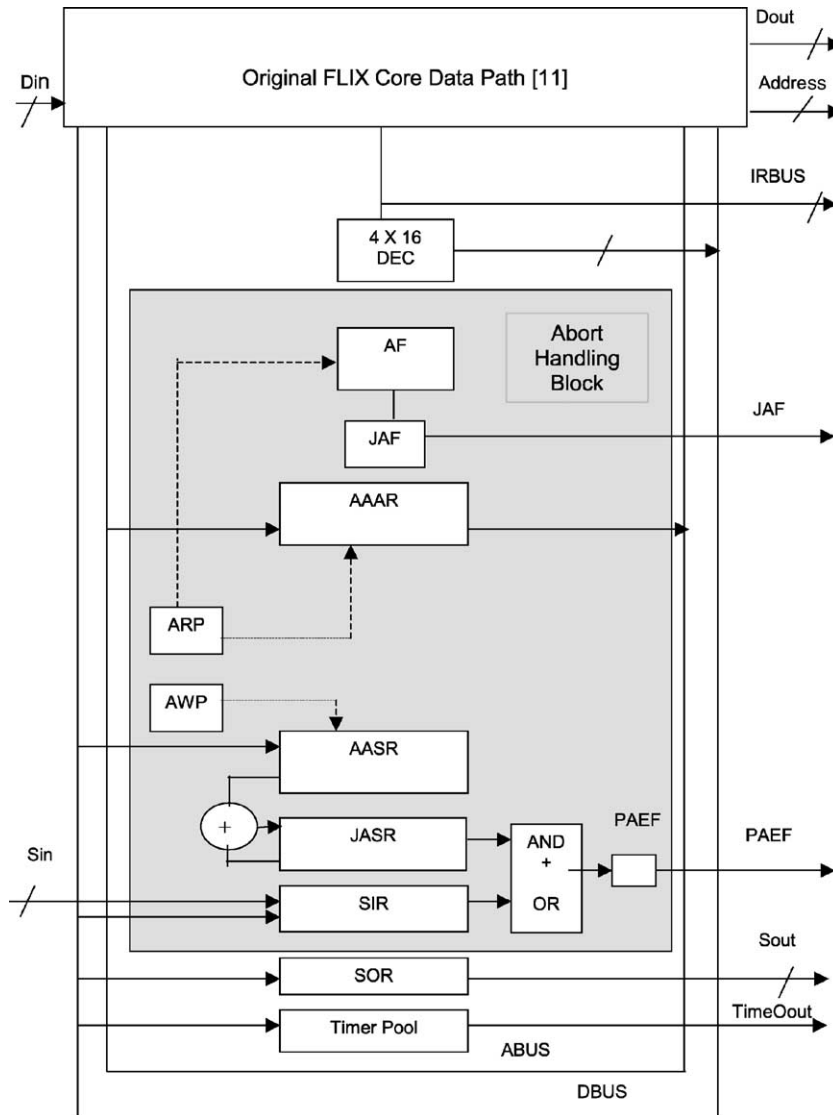 Dout
Original FLIX Core Data Path [11]
Din
Address
IRBUS
4 X 16
DEC
AF
Abort
Handling
Block
JAF
JAF
AAAR
ARP
AWP
AASR
+
JASR
AND
+
OR
PAEF
PAEF
Sin
SIR
Sout
SOR
TimeOout
Timer Pool
ABUS
DBUS